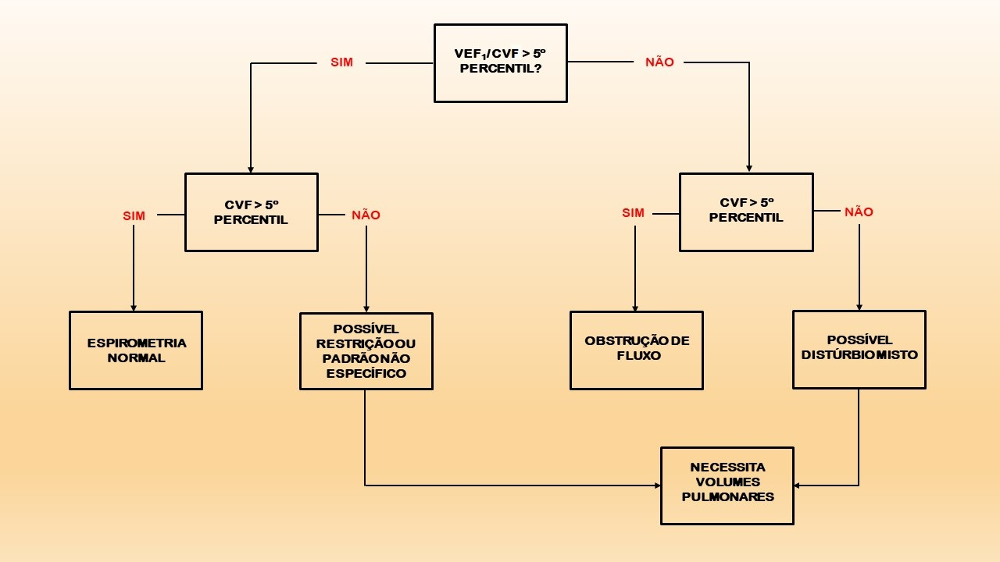 VEF₁/CVF > 5º
PERCENTIL?
SIM
NÃO
CVF > 5º
PERCENTIL
CVF > 5º
PERCENTIL
SIM
NÃO
SIM
NÃO
ESPIROMETRIA
NORMAL
POSSÍVEL
RESTRIÇÃO OU
PADRÃO NÃO
ESPECÍFICO
OBSTRUÇÃO DE
FLUXO
POSSÍVEL
DISTÚRBIO MISTO
NECESSITA
VOLUMES
PULMONARES